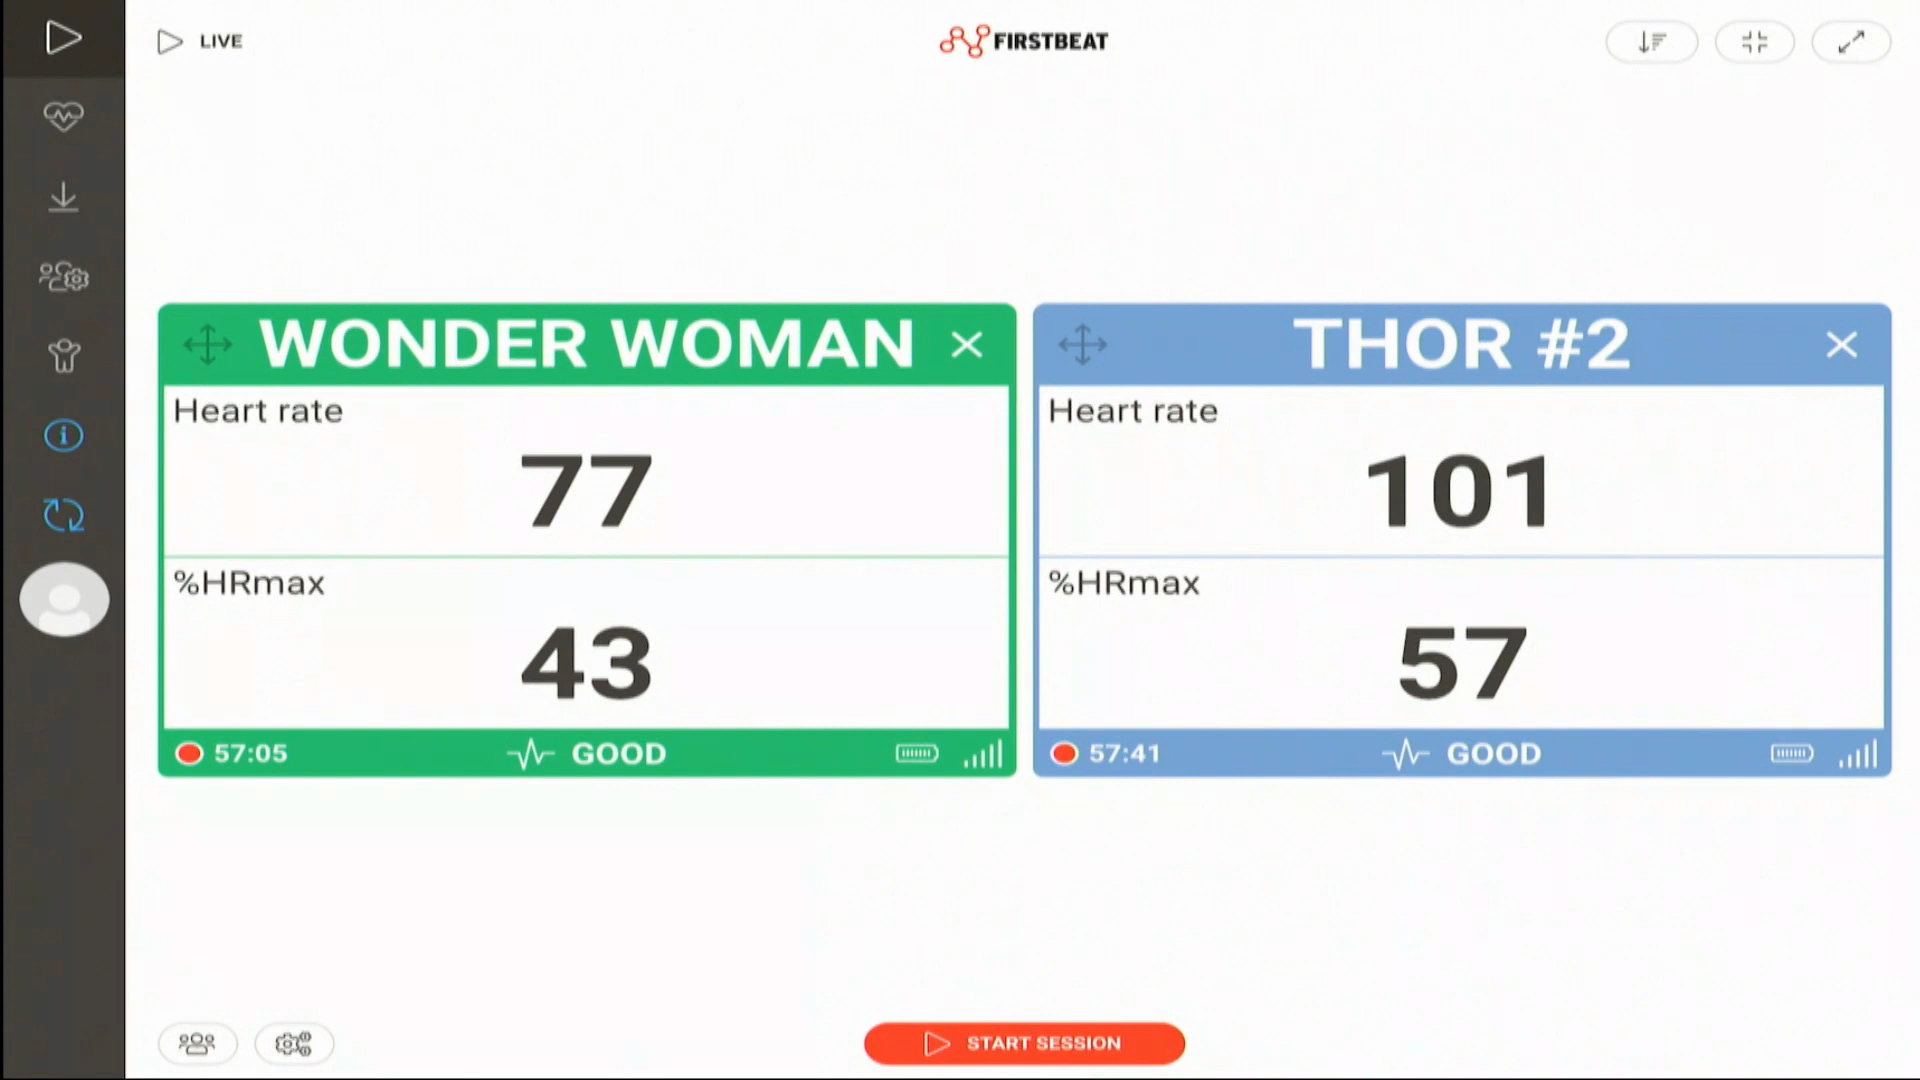 LIVE
FIRSTBEAT
WONDER WOMAN
Heart rate
77
%HRmax
43
57:05
GOOD
THOR #2
Heart rate
101
%HRmax
57
57:41
GOOD
START SESSION